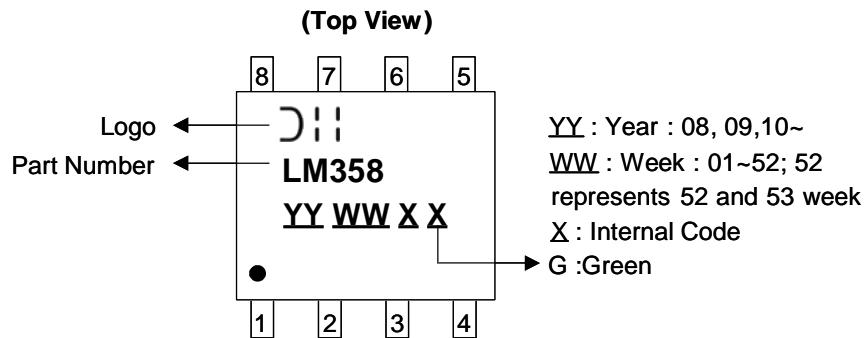 (Top View)
8 7 6 5
Logo
Part Number
LM358
YY WW X X
YY : Year : 08, 09,10~
WW : Week : 01~52; 52
represents 52 and 53 week
X : Internal Code
G :Green
1 2 3 4